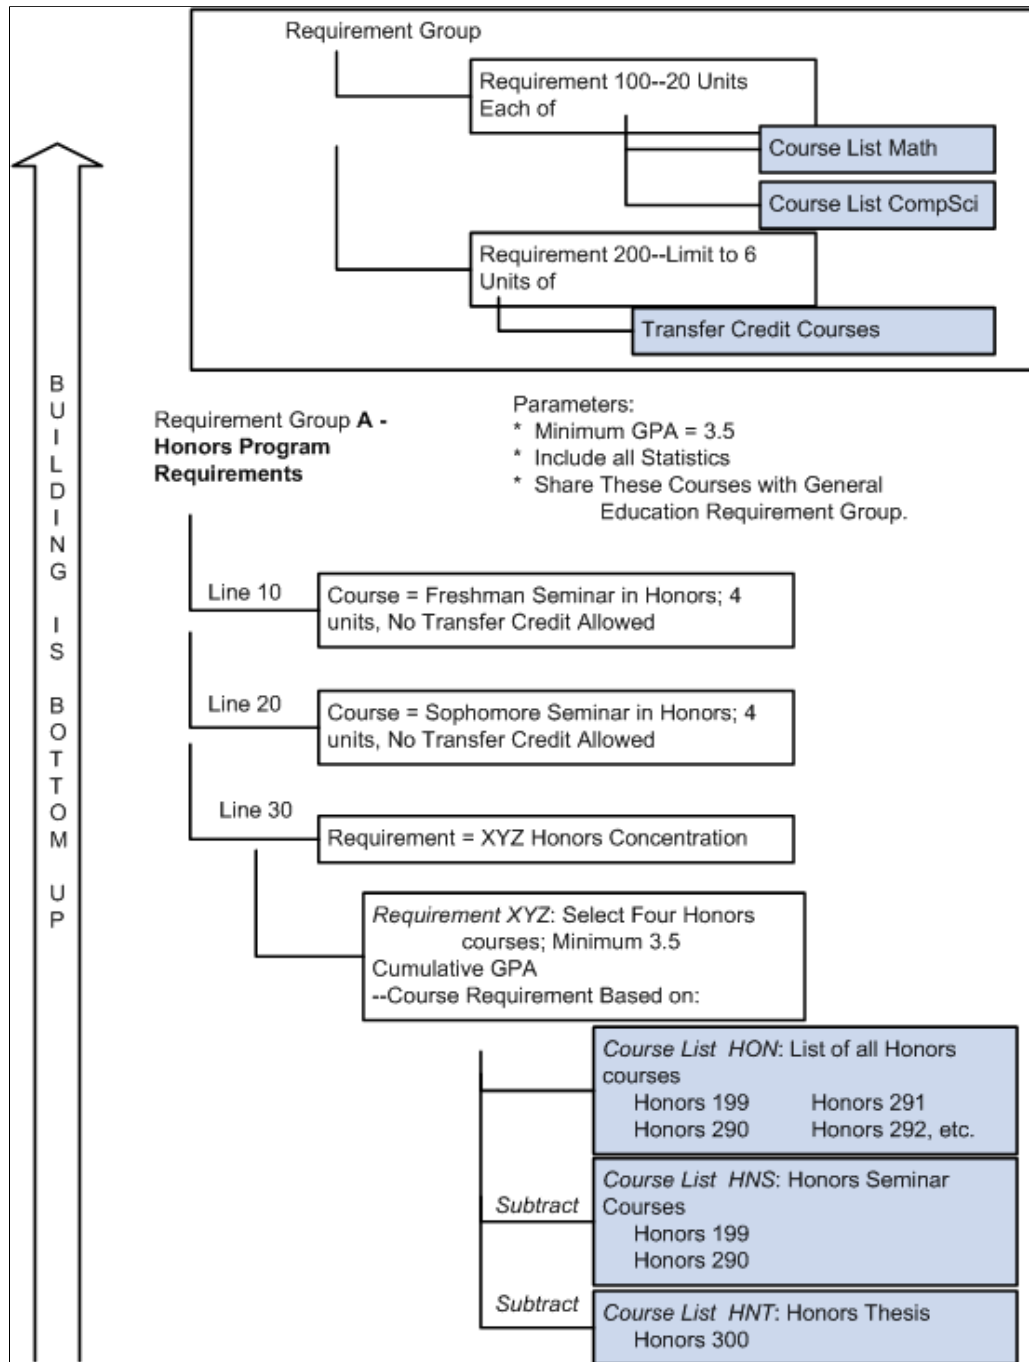 Requirement Group
Requirement 100--20 Units
Each of
Course List Math
Course List CompSci
Requirement 200--Limit to 6
Units of
Transfer Credit Courses
BUILDING IS BOTTOM UP
Requirement Group A -
Honors Program
Requirements
Parameters:
* Minimum GPA = 3.5
* Include all Statistics
* Share These Courses with General
Education Requirement Group.
Line 10
Course = Freshman Seminar in Honors; 4
units, No Transfer Credit Allowed
Line 20
Course = Sophomore Seminar in Honors; 4
units, No Transfer Credit Allowed
Line 30
Requirement = XYZ Honors Concentration
Requirement XYZ: Select Four Honors
courses; Minimum 3.5
Cumulative GPA
--Course Requirement Based on:
Course List HON: List of all Honors
courses
Honors 199 Honors 291
Honors 290 Honors 292, etc.
Subtract
Course List HNS: Honors Seminar
Courses
Honors 199
Honors 290
Subtract
Course List HNT: Honors Thesis
Honors 300